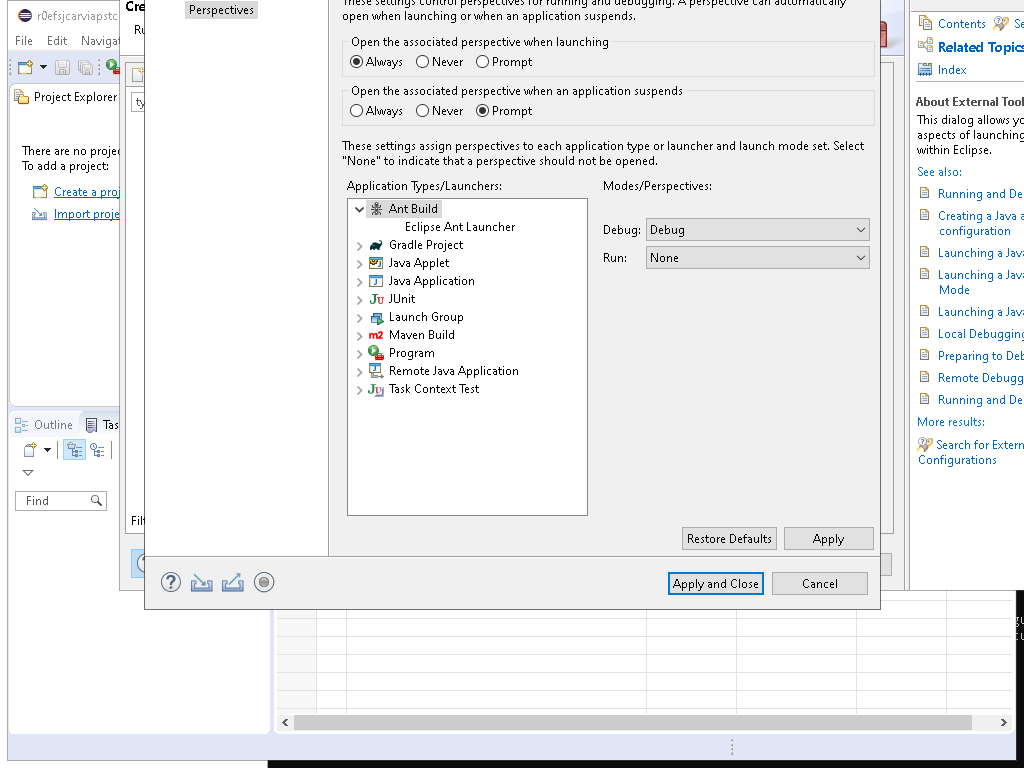 r0efsjcarviapstc
File Edit Navigat
Project Explorer
There are no projec
To add a project:
Create a proj
Import proje
Outline
Tas
Find
Cre
Ru
ty
Filt
Perspectives
These settings control perspectives for running and debugging. A perspective can automatically
open when launching or when an application suspends.
Open the associated perspective when launching
Always Never Prompt
Open the associated perspective when an application suspends
Always Never Prompt
These settings assign perspectives to each application type or launcher and launch mode set. Select
"None" to indicate that a perspective should not be opened.
Application Types/Launchers:
Ant Build
Eclipse Ant Launcher
Gradle Project
Java Applet
Java Application
JUnit
Launch Group
m2 Maven Build
Program
Remote Java Application
Task Context Test
Modes/Perspectives:
Debug: Debug
Run: None
Restore Defaults Apply
Apply and Close Cancel
Contents Se
Related Topics
Index
About External Tool
This dialog allows yo
aspects of launching
within Eclipse.
See also:
Running and De
Creating a Java a
configuration
Launching a Java
Launching a Java
Mode
Launching a Java
Local Debugging
Preparing to Deb
Remote Debugg
Running and De
More results:
Search for Extern
Configurations